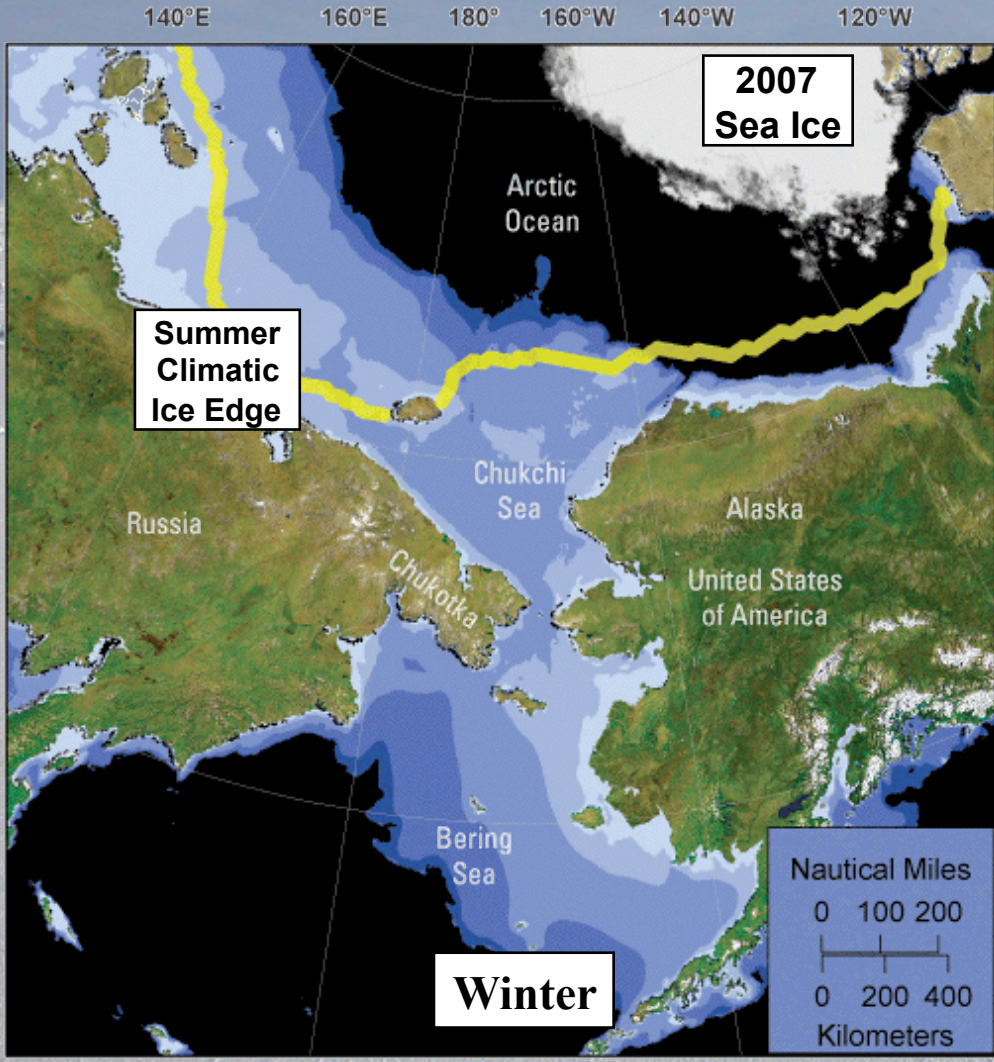 140°E 160°E 180° 160°W 140°W 120°W
2007
Sea Ice
Arctic
Ocean
Summer
Climatic
Ice Edge
Chukchi
Sea
Russia
Alaska
Chukotka
United States
of America
Bering
Sea
Nautical Miles
0 100 200
0 200 400
Kilometers
Winter